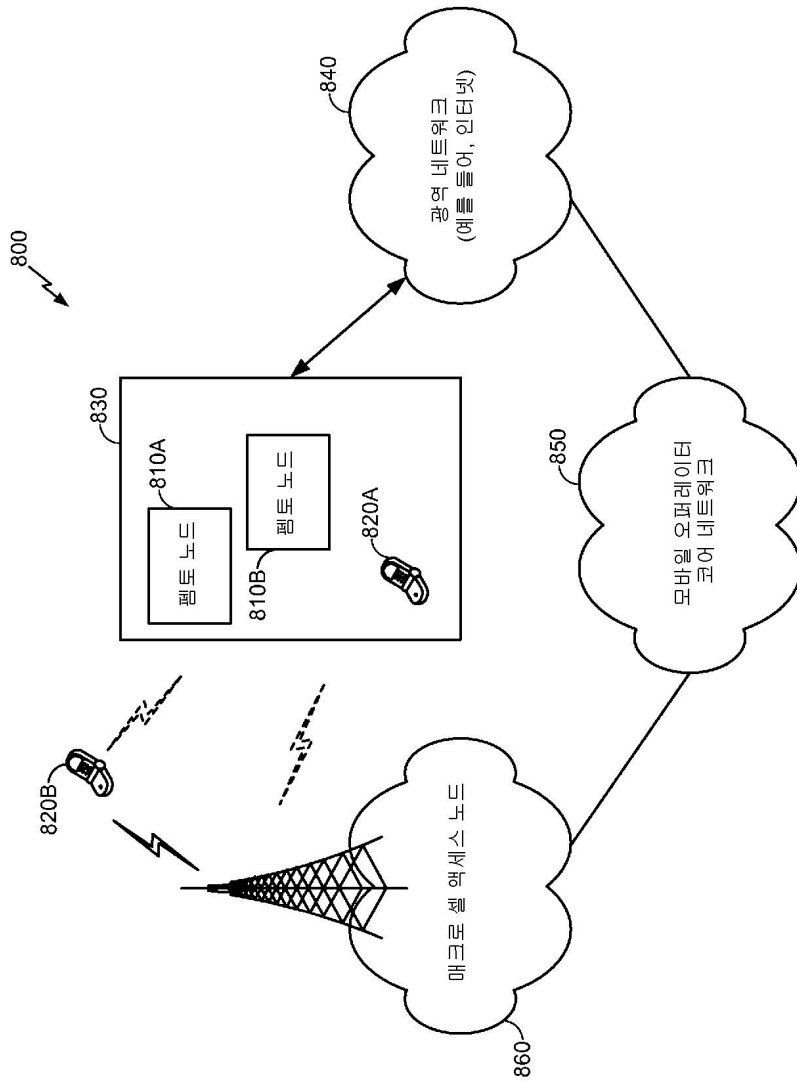 800
830
810A
펨토 노드
펨토 노드
810B
820A
820B
840
광역 네트워크
(예를 들어, 인터넷)
850
모바일 오퍼레이터
코어 네트워크
매크로 셀 액세스 노드
860